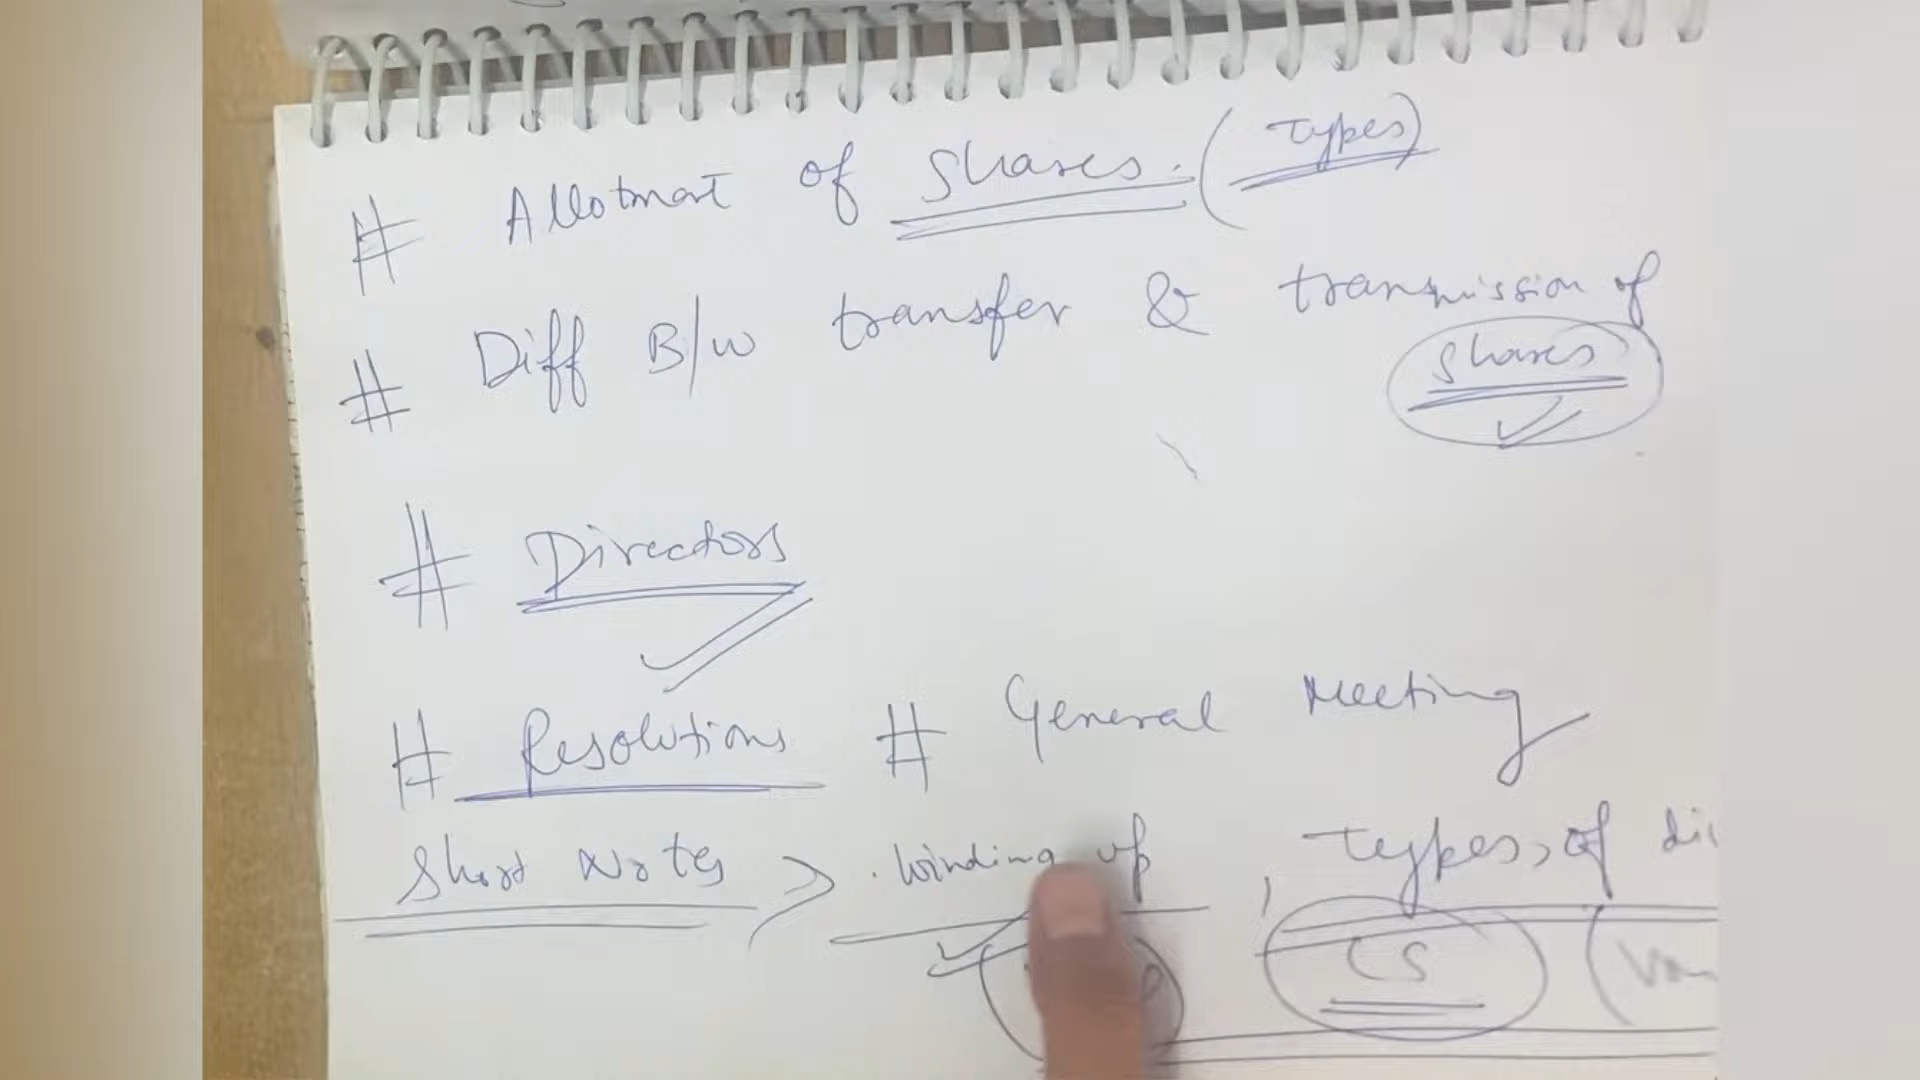 # Allotment of shares. (Types)
# Diff B/w transfer & transmission of
shares
# Directors
# Resolutions # General Meeting
Short Notes > . Winding up , Types, of
CS